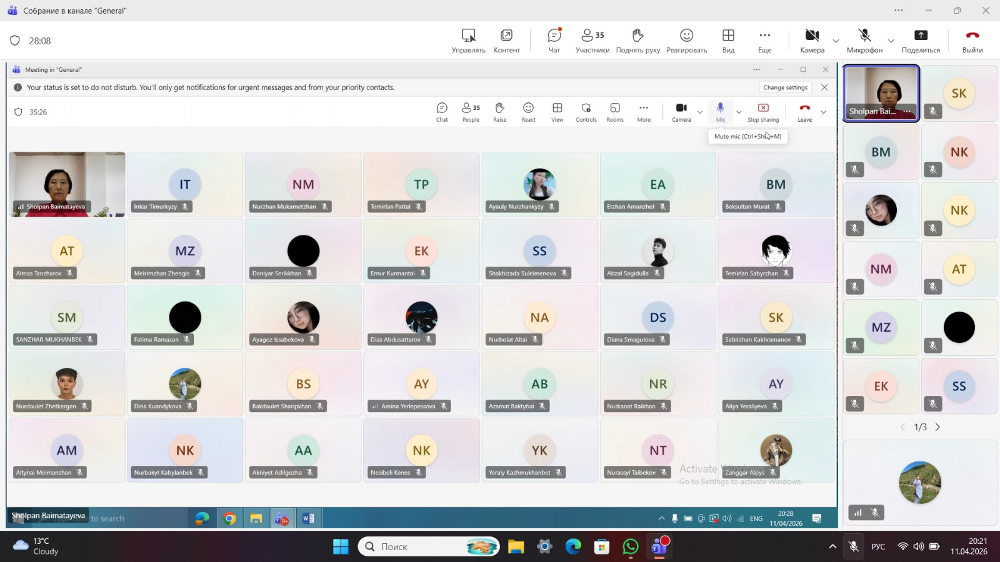 Собрание в канале "General"
28:08
Управлять
Контент
Чат
35
Участники
Поднять руку
Реагировать
Вид
Еще
Камера
Микрофон
Поделиться
Выйти
Meeting in "General"
Your status is set to do not disturb. You'll only get notifications for urgent messages and from your priority contacts.
Change settings
35:26
Chat
35
People
Raise
React
View
Controls
Rooms
More
Camera
Mic
Stop sharing
Leave
Mute mic (Ctrl+Shift+M)
Sholpan Baimatayeva
IT
Inkar Timurkyzy
NM
Nurzhan Mukametzhan
TP
Temirlan Pattal
Ayauly Nurzhankyzy
EA
Erzhan Amanzhol
BM
Beksultan Murat
AT
Almas Tanzharov
MZ
Meirimzhan Zhengis
Daniyar Serikkhan
EK
Ernur Kurmantai
SS
Shakhizada Suleimenova
Abzal Sagidulla
Temirlan Sabyrzhan
SM
SANZHAR MUKHANBEK
Fatima Ramazan
Ayagoz Issabekova
Dias Abdusattarov
NA
Nurbolat Altai
DS
Diana Smagulova
SK
Sabirzhan Kakhramanov
Nurdaulet Zhetkergen
Dina Kuandykova
BS
Bakdaulet Sharipkhan
AY
Amina Yerlepessova
AB
Azamat Baktybai
NR
Nurkanat Raikhan
AY
Aliya Yeraliyeva
AM
Altynai Meimanzhan
NK
Nurbakyt Kabylanbek
AA
Akniyet Adilgozha
NK
Nesibeli Kenes
YK
Yeraly Kazhmukhanbet
NT
Nurassyl Taibekov
Zanggar Aipys
Activate Windows
Go to Settings to activate Windows.
Sholpan Baimatayeva
to search
9+
ENG
20:28
11/04/2026
Sholpan Bai...
SK
BM
NK
NK
NM
AT
MZ
EK
SS
1/3
13°C
Cloudy
Поиск
РУС
20:21
11.04.2026